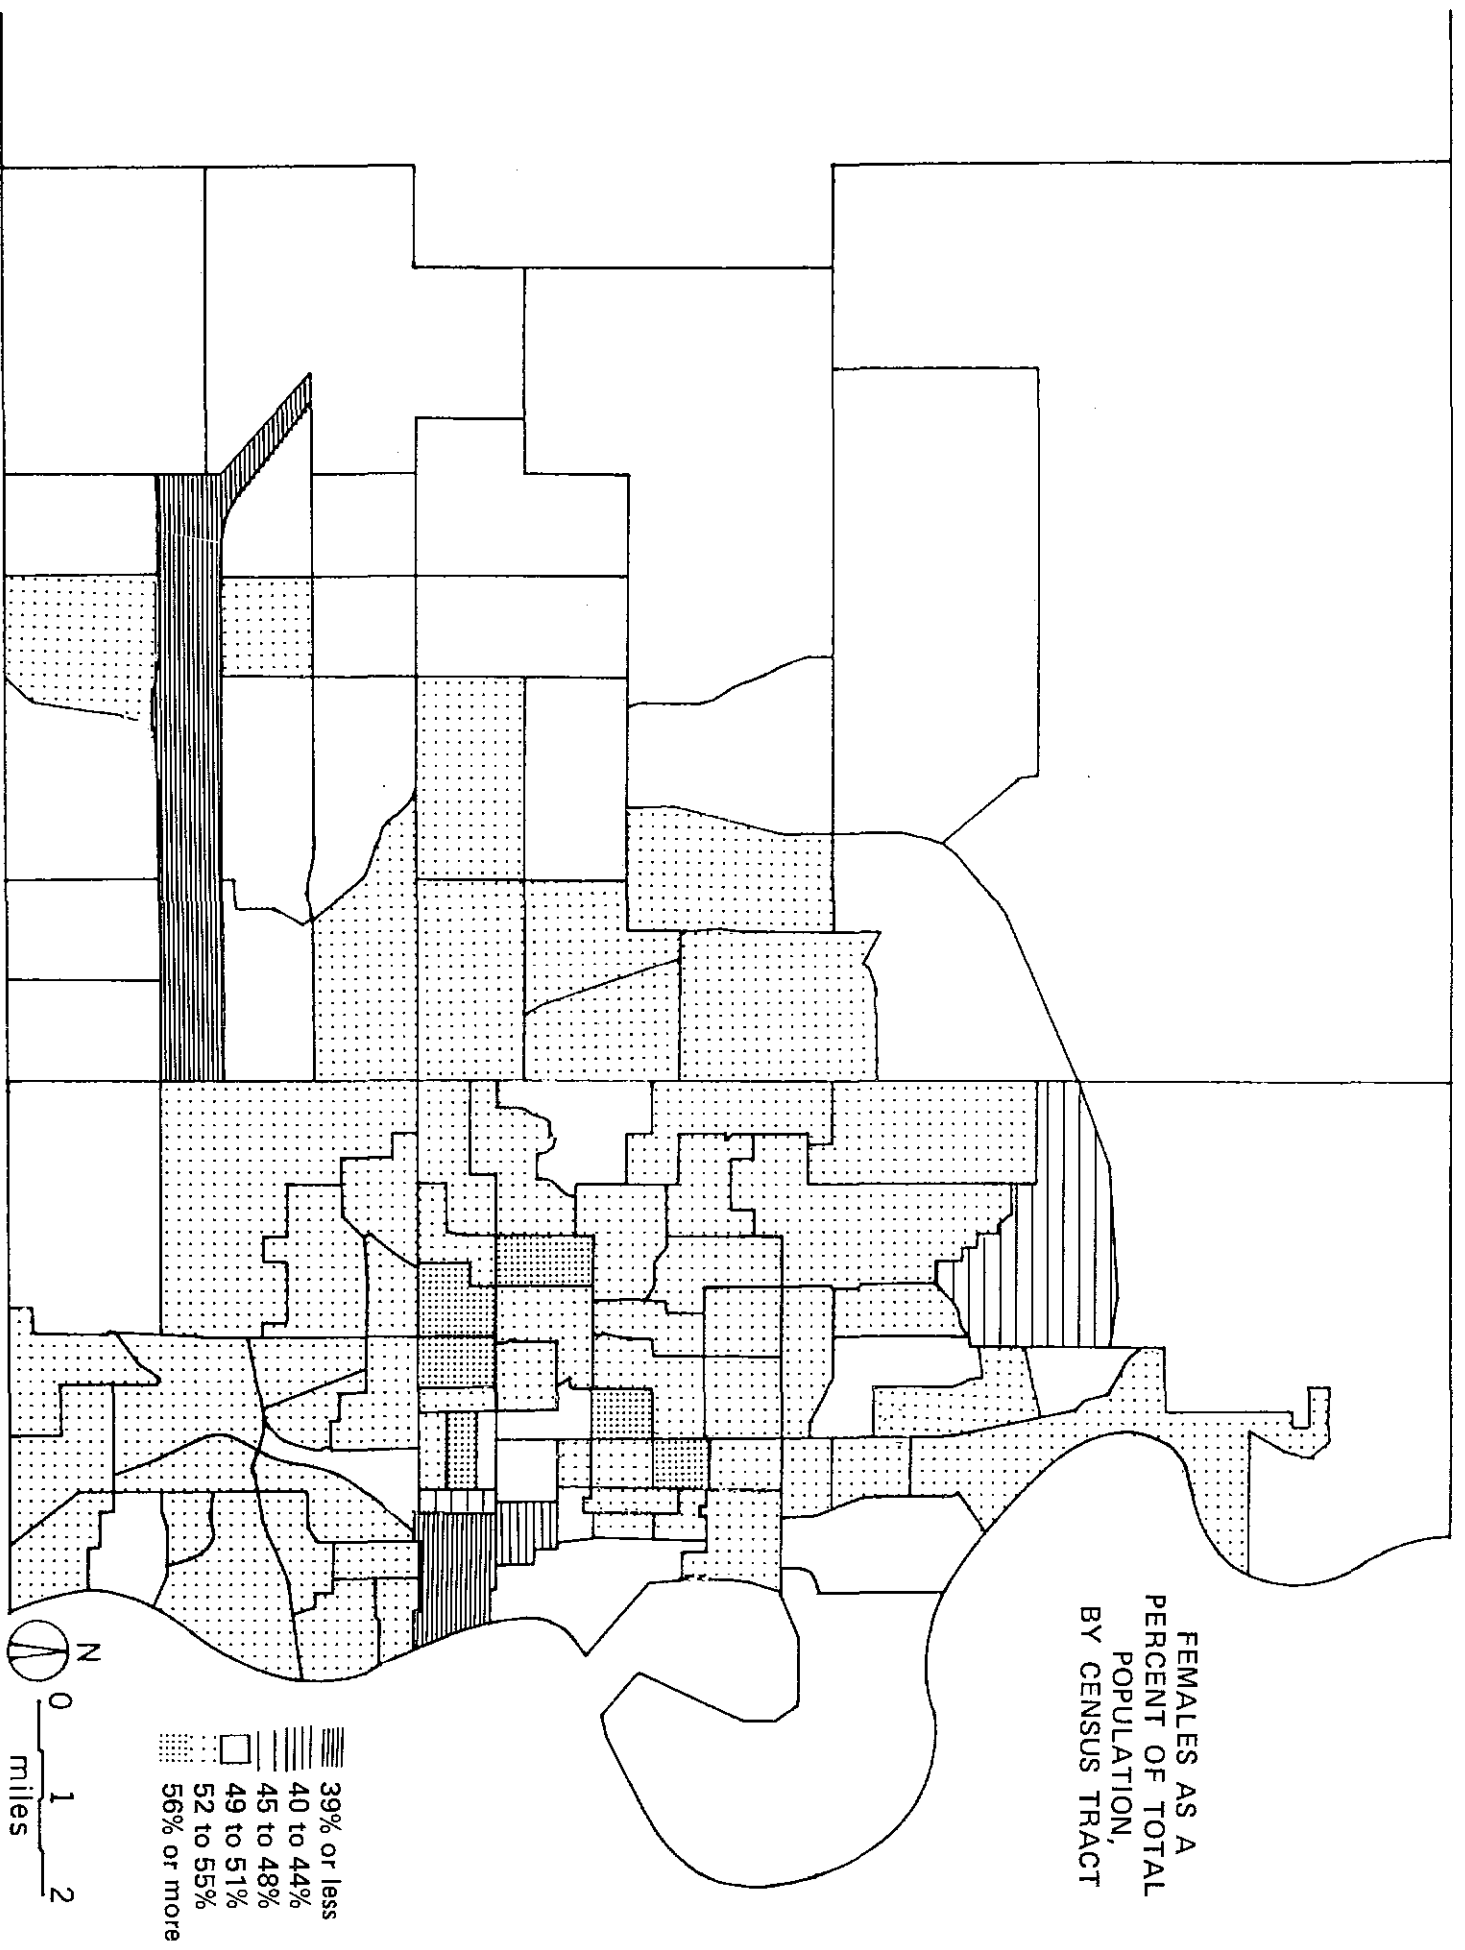 FEMALES AS A
PERCENT OF TOTAL
POPULATION,
BY CENSUS TRACT
39% or less
40 to 44%
45 to 48%
49 to 51%
52 to 55%
56% or more
N
0 1 2
miles